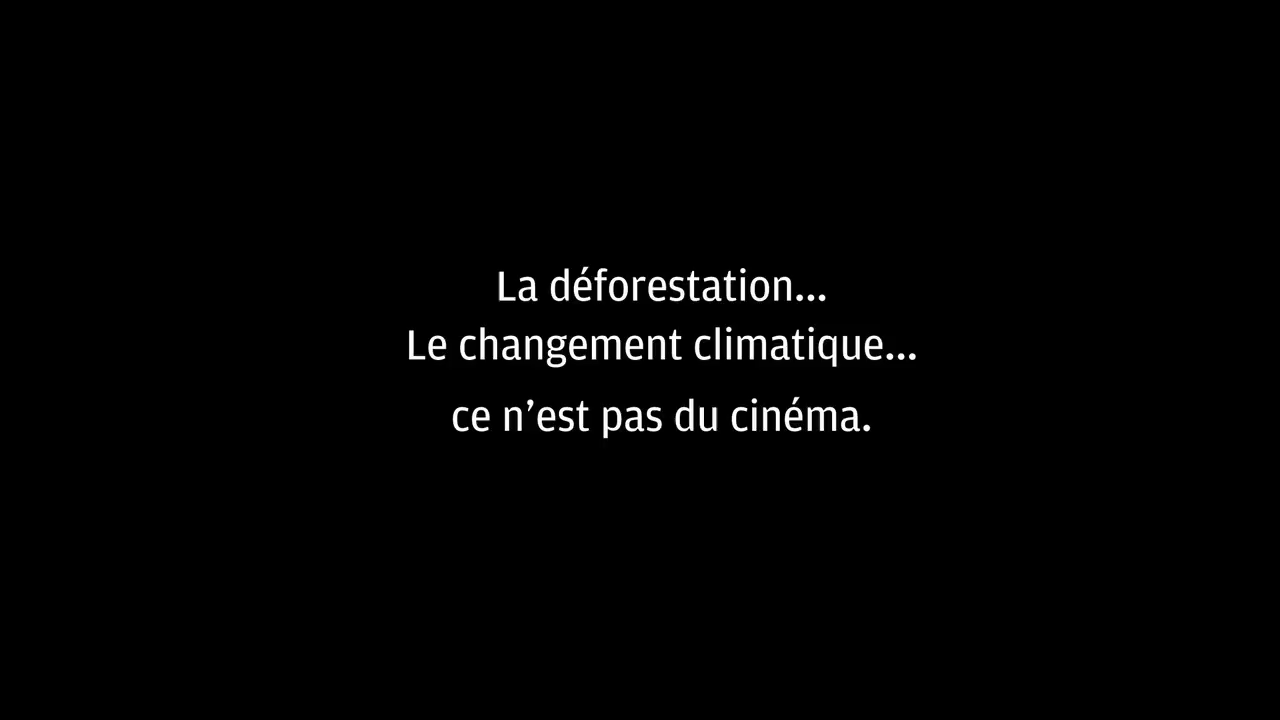 La déforestation...
Le changement climatique...
ce n’est pas du cinéma.